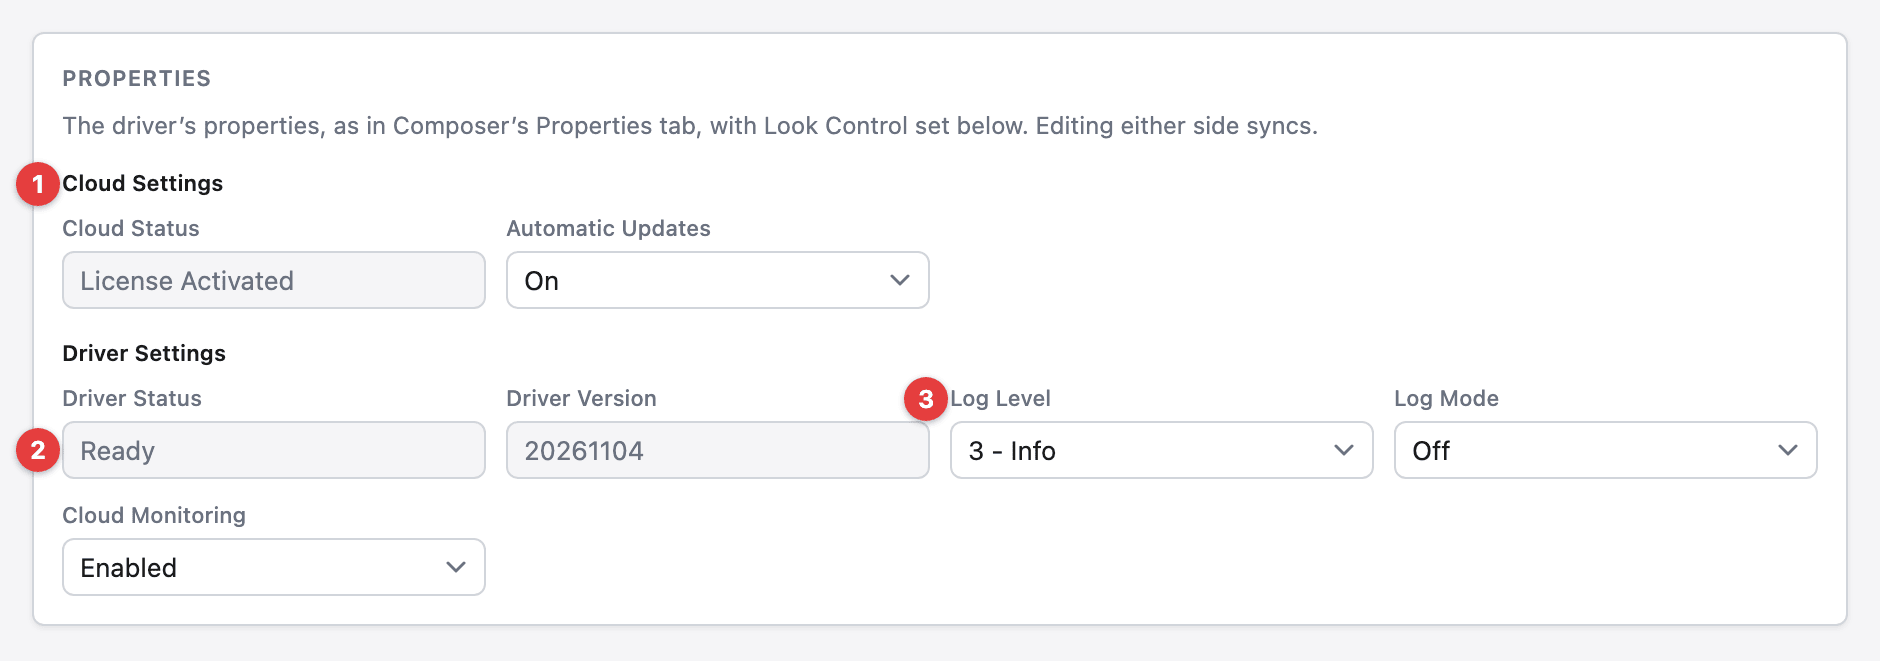 PROPERTIES
The driver’s properties, as in Composer’s Properties tab, with Look Control set below. Editing either side syncs.
1 Cloud Settings
Cloud Status Automatic Updates
License Activated On
Driver Settings
Driver Status Driver Version 3 Log Level Log Mode
2 Ready 20261104 3 - Info Off
Cloud Monitoring
Enabled